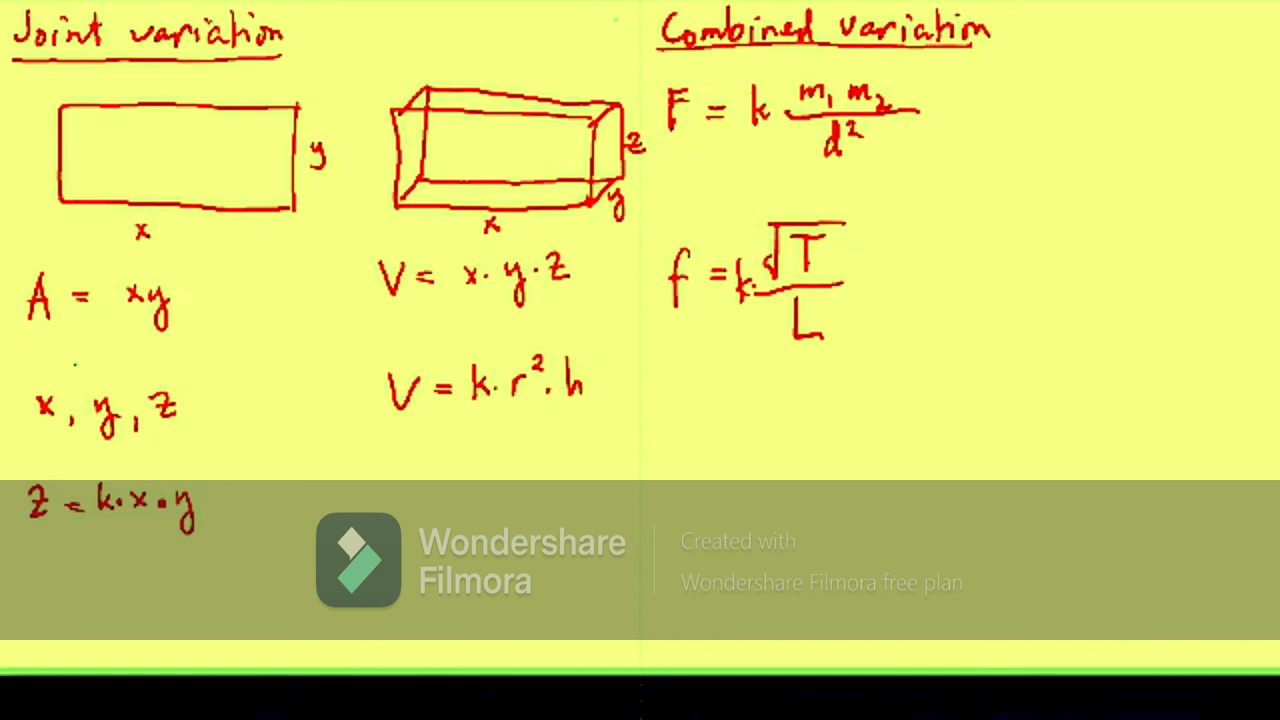 Joint variation
y
x
A = xy
x, y, z
z = k·x·y
z
y
x
V = x·y·z
V = k·r²·h
Combined variation
F = k m₁ m₂ / d²
f = k·√T / L
Wondershare
Filmora
Created with
Wondershare Filmora free plan